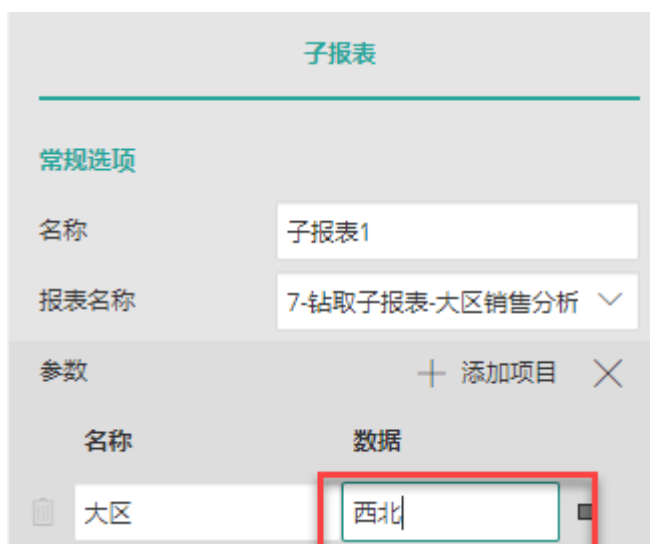 子报表
常规选项
名称 子报表1
报表名称 7-钻取子报表-大区销售分析
参数 添加项目
名称 数据
大区 西北